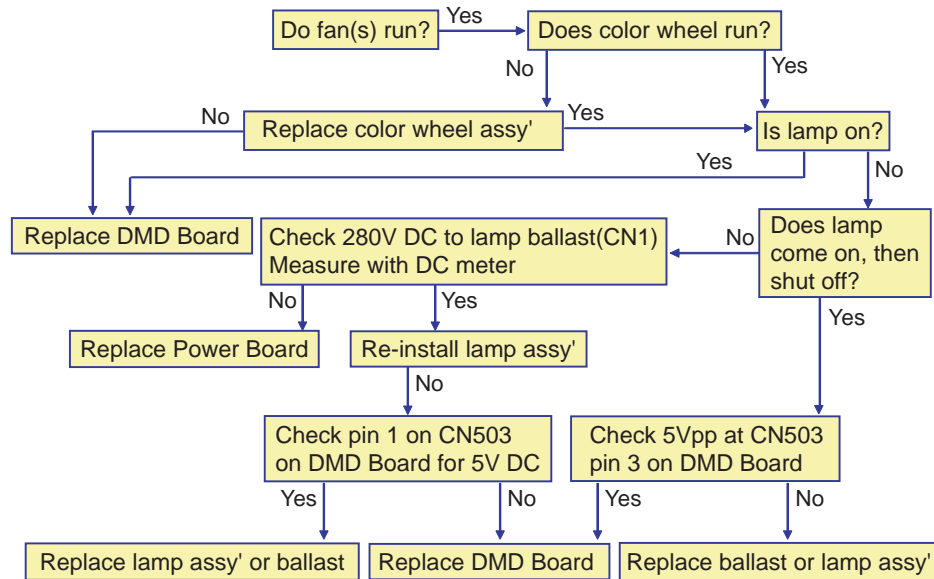 Do fan(s) run?
Yes
Does color wheel run?
No
Yes
No
Replace color wheel assy'
Yes
Is lamp on?
Yes
No
Replace DMD Board
Check 280V DC to lamp ballast(CN1)
Measure with DC meter
No
Does lamp
come on, then
shut off?
No
Yes
Yes
Replace Power Board
Re-install lamp assy'
No
Check pin 1 on CN503
on DMD Board for 5V DC
Check 5Vpp at CN503
pin 3 on DMD Board
Yes
No
Yes
No
Replace lamp assy' or ballast
Replace DMD Board
Replace ballast or lamp assy'